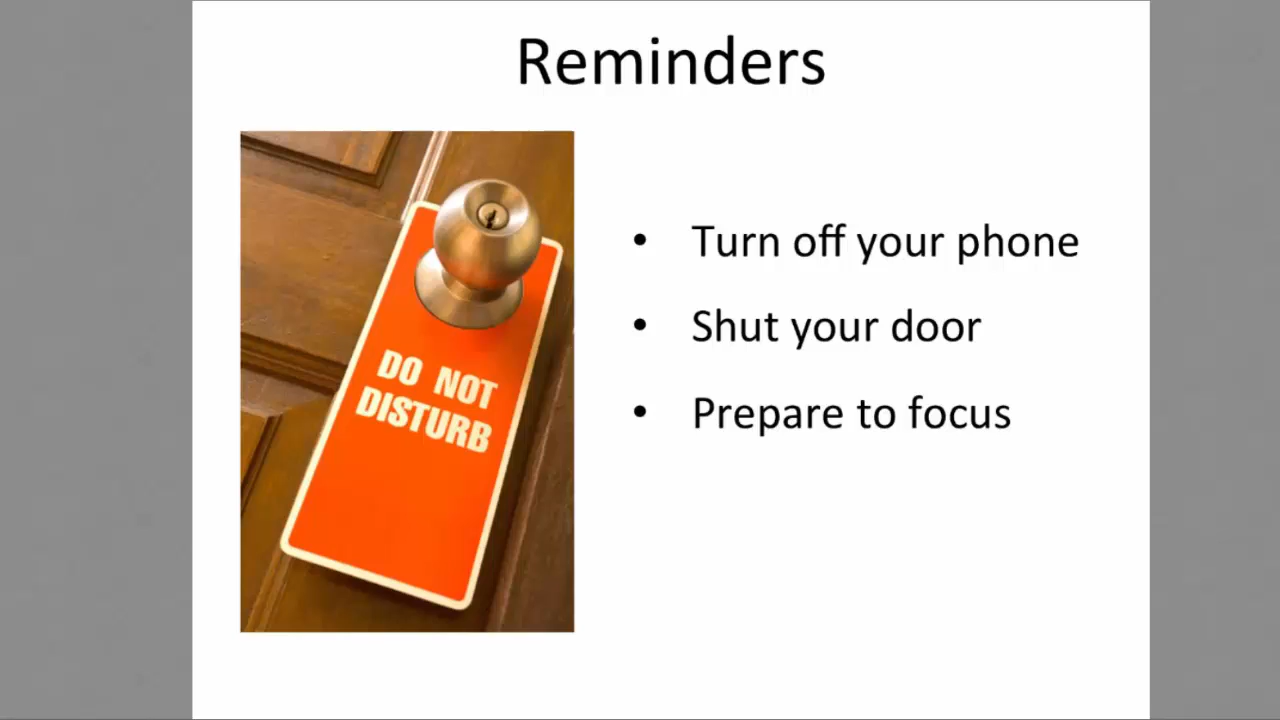 Reminders
DO NOT
DISTURB
• Turn off your phone
• Shut your door
• Prepare to focus